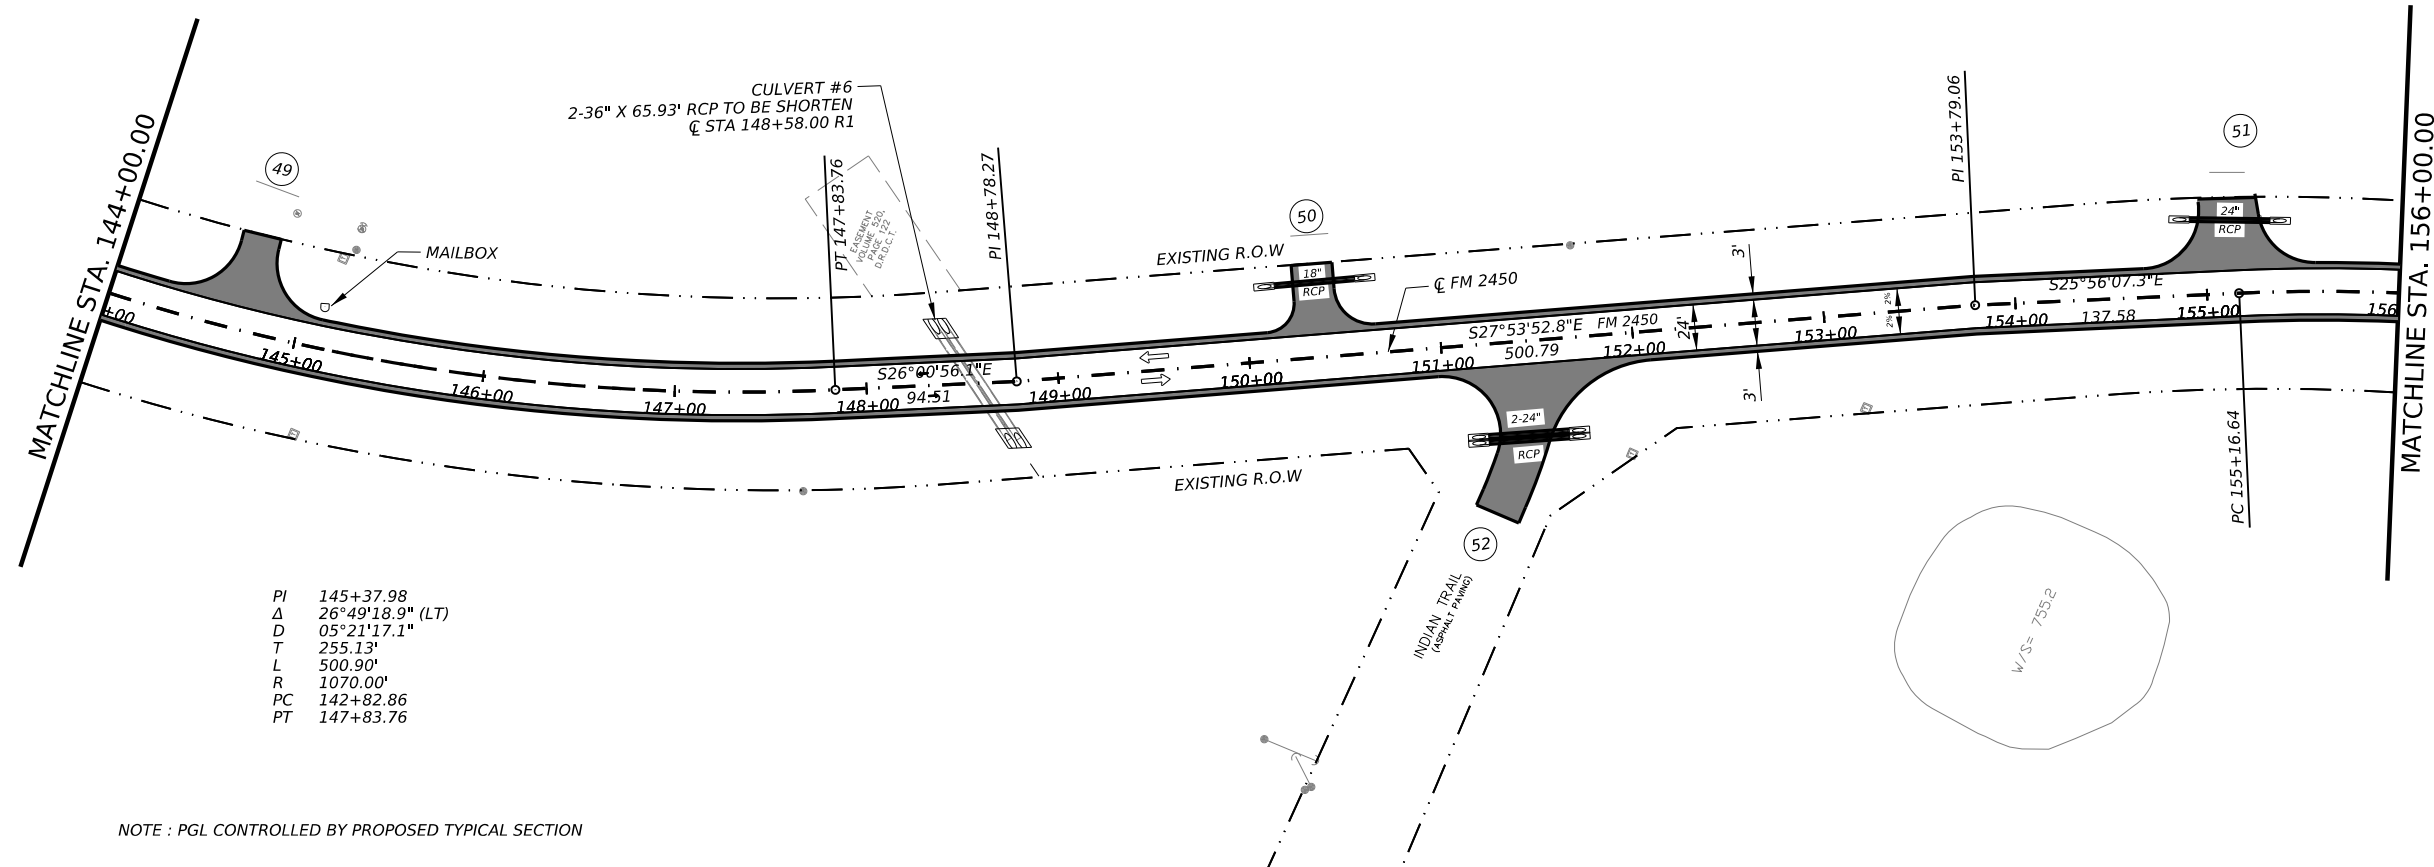 MATCHLINE STA. 144+00.00
49
MAILBOX
CULVERT #6
2-36" X 65.93' RCP TO BE SHORTEN
℄ STA 148+58.00 R1
PT 147+83.76
EASEMENT
VOLUME 520,
PAGE 122
D.R.D.C.T.
PI 148+78.27
EXISTING R.O.W
50
18"
RCP
℄ FM 2450
3'
PI 153+79.06
51
24"
RCP
MATCHLINE STA. 156+00.00
+00
145+00
146+00
147+00
148+00
S26°00'56.1"E
94.51
149+00
150+00
151+00
S27°53'52.8"E
500.79
FM 2450
152+00
24'
153+00
2%
2%
154+00
S25°56'07.3"E
137.58
155+00
156
3'
2-24"
RCP
EXISTING R.O.W
52
INDIAN TRAIL
(ASPHALT PAVING)
PC 155+16.64
W/S= 755.2
PI 145+37.98
Δ 26°49'18.9" (LT)
D 05°21'17.1"
T 255.13'
L 500.90'
R 1070.00'
PC 142+82.86
PT 147+83.76
NOTE : PGL CONTROLLED BY PROPOSED TYPICAL SECTION